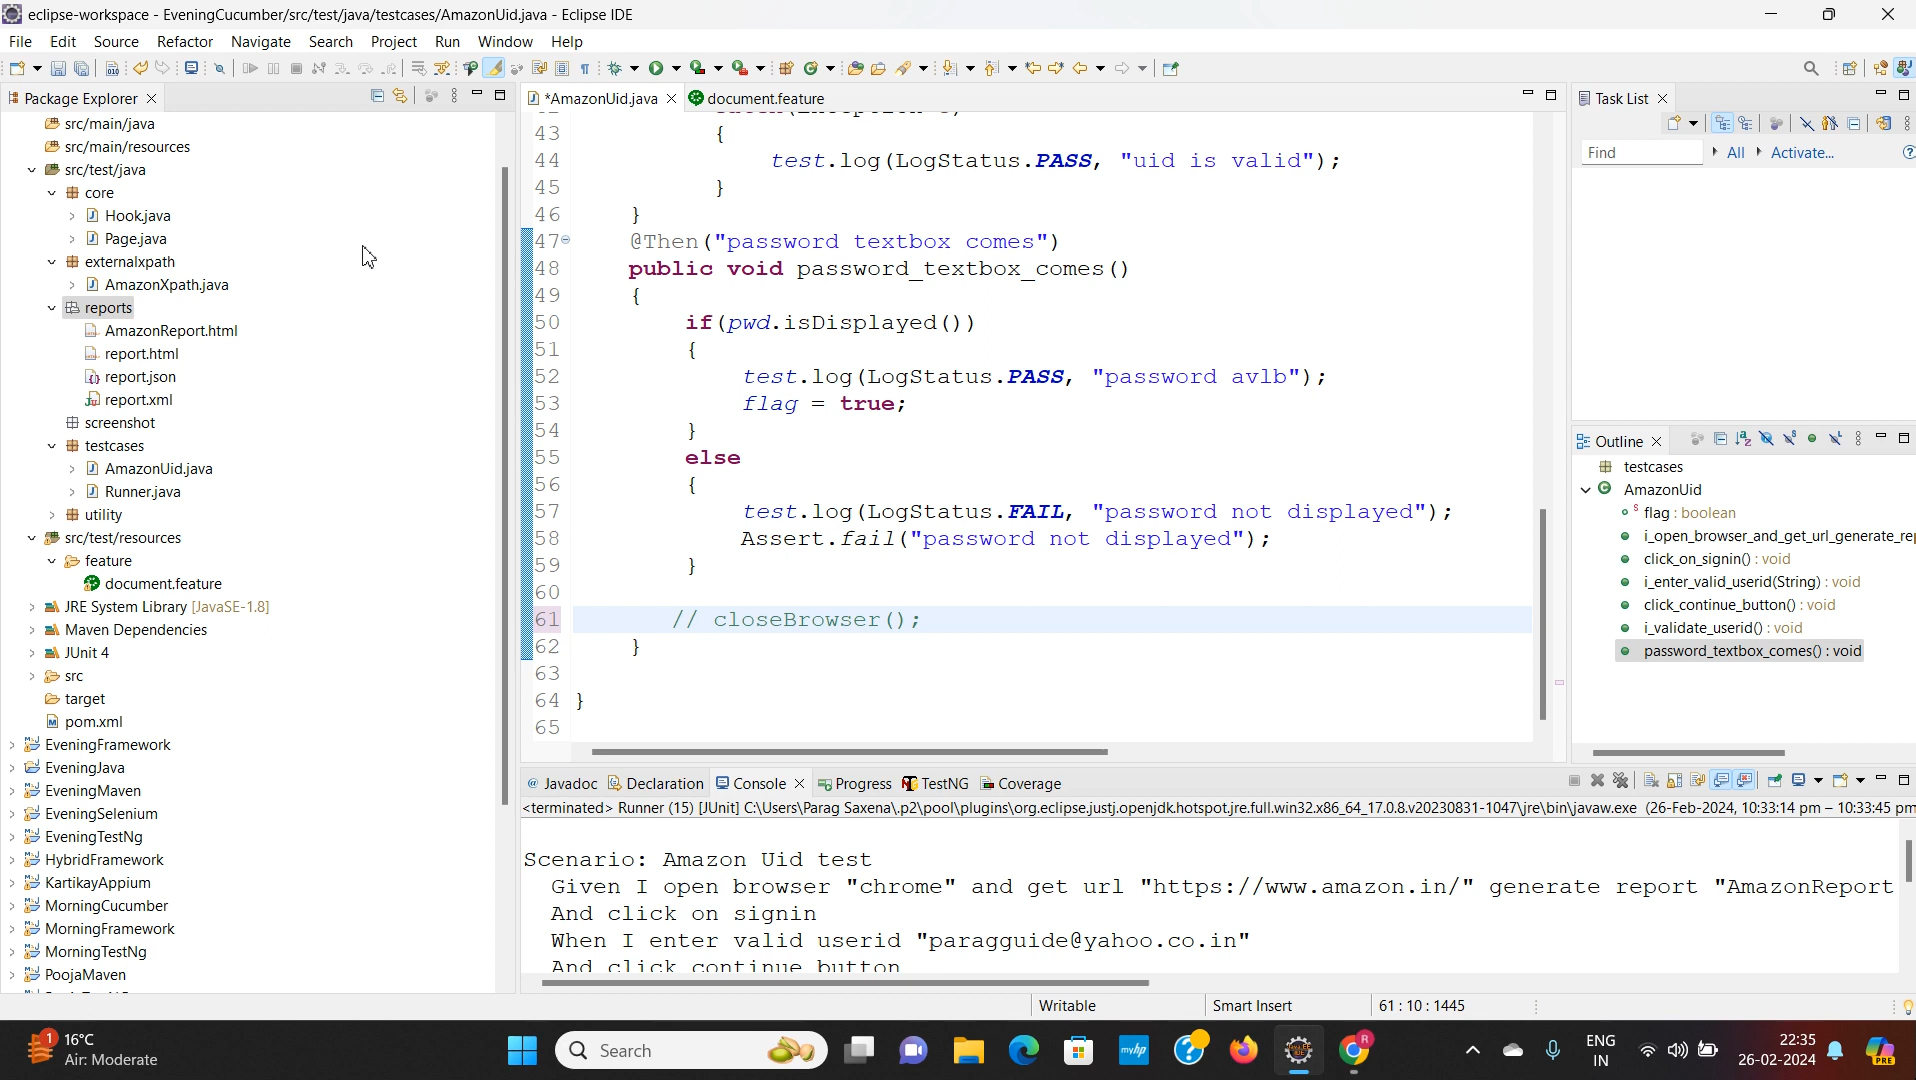 eclipse-workspace - EveningCucumber/src/test/java/testcases/AmazonUid.java - Eclipse IDE
File Edit Source Refactor Navigate Search Project Run Window Help
Package Explorer
src/main/java
src/main/resources
src/test/java
core
Hook.java
Page.java
externalxpath
AmazonXpath.java
reports
AmazonReport.html
report.html
report.json
report.xml
screenshot
testcases
AmazonUid.java
Runner.java
utility
src/test/resources
feature
document.feature
JRE System Library [JavaSE-1.8]
Maven Dependencies
JUnit 4
src
target
pom.xml
EveningFramework
EveningJava
EveningMaven
EveningSelenium
EveningTestNg
HybridFramework
KartikayAppium
MorningCucumber
MorningFramework
MorningTestNg
PoojaMaven
*AmazonUid.java document.feature
43 {
44 test.log(LogStatus.PASS, "uid is valid");
45 }
46 }
47 @Then("password textbox comes")
48 public void password_textbox_comes()
49 {
50 if(pwd.isDisplayed())
51 {
52 test.log(LogStatus.PASS, "password avlb");
53 flag = true;
54 }
55 else
56 {
57 test.log(LogStatus.FAIL, "password not displayed");
58 Assert.fail("password not displayed");
59 }
60
61 // closeBrowser();
62 }
63
64 }
65
Task List
Find All Activate...
Outline
testcases
AmazonUid
flag : boolean
i_open_browser_and_get_url_generate_re
click_on_signin() : void
i_enter_valid_userid(String) : void
click_continue_button() : void
i_validate_userid() : void
password_textbox_comes() : void
Javadoc Declaration Console Progress TestNG Coverage
<terminated> Runner (15) [JUnit] C:\Users\Parag Saxena\.p2\pool\plugins\org.eclipse.justj.openjdk.hotspot.jre.full.win32.x86_64_17.0.8.v20230831-1047\jre\bin\javaw.exe (26-Feb-2024, 10:33:14 pm – 10:33:45 pm
Scenario: Amazon Uid test
Given I open browser "chrome" and get url "https://www.amazon.in/" generate report "AmazonReport
And click on signin
When I enter valid userid "paragguide@yahoo.co.in"
And click continue button
Writable Smart Insert 61 : 10 : 1445
1 16°C
Air: Moderate
Search
myhp
R
ENG
IN
22:35
26-02-2024
PRE